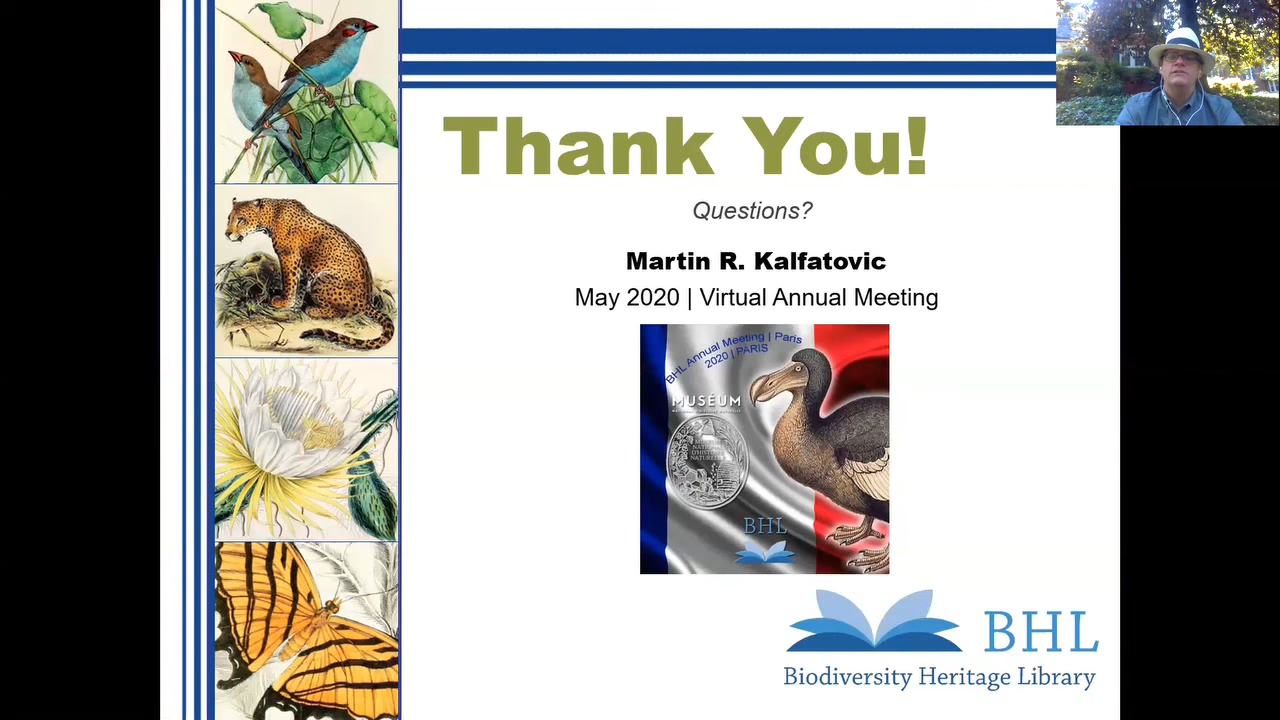 Thank You!
Questions?
Martin R. Kalfatovic
May 2020 | Virtual Annual Meeting
BHL Annual Meeting | Paris
2020 | PARIS
MUSÉUM
BHL
BHL
Biodiversity Heritage Library